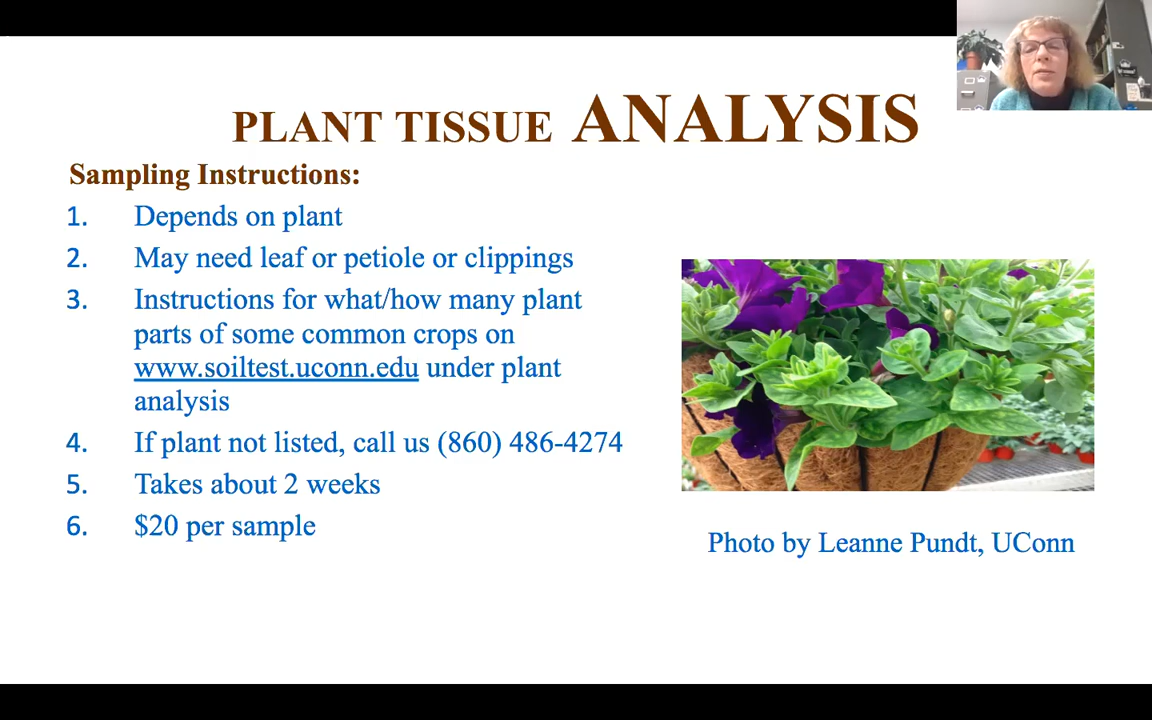 PLANT TISSUE ANALYSIS
Sampling Instructions:
1. Depends on plant
2. May need leaf or petiole or clippings
3. Instructions for what/how many plant
parts of some common crops on
www.soiltest.uconn.edu under plant
analysis
4. If plant not listed, call us (860) 486-4274
5. Takes about 2 weeks
6. $20 per sample
Photo by Leanne Pundt, UConn